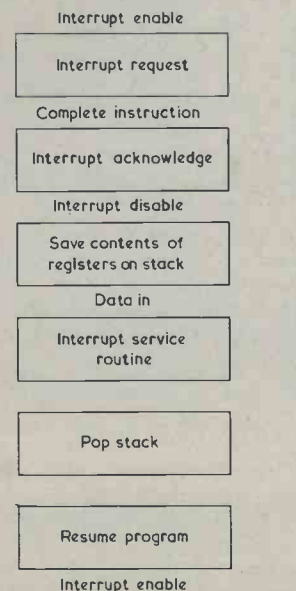 Interrupt enable
Interrupt request
Complete instruction
Interrupt acknowledge
Interrupt disable
Save contents of
registers on stack
Data in
Interrupt service
routine
Pop stack
Resume program
Interrupt enable